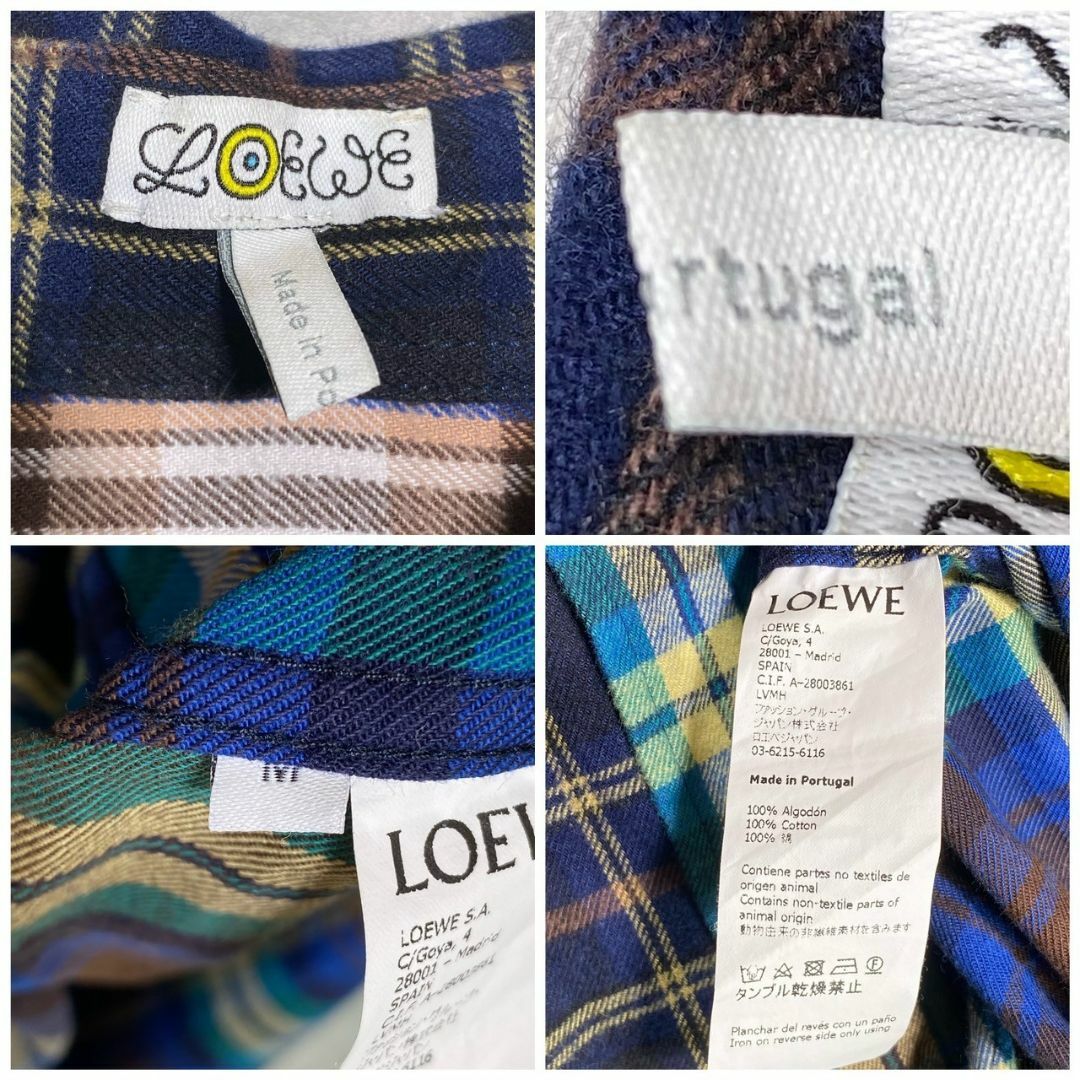 LOEWE
Made in Po
rtugal
M
LOEW
LOEWE S.A.
C/Goya, 4
28001 – Madrid
SPAIN
C.I.F. A-28003861
LOEWE
LOEWE S.A.
C/Goya, 4
28001 – Madrid
SPAIN
C.I.F. A-28003861
LVMH
ファッション・グループ・
ジャパン株式会社
ロエベジャパン
03-6215-6116
Made in Portugal
100% Algodón
100% Cotton
100% 綿
Contiene partes no textiles de
origen animal
Contains non-textile parts of
animal origin
動物由来の非繊維素材を含みます
タンブル乾燥禁止
Planchar del revés con un paño
Iron on reverse side only using